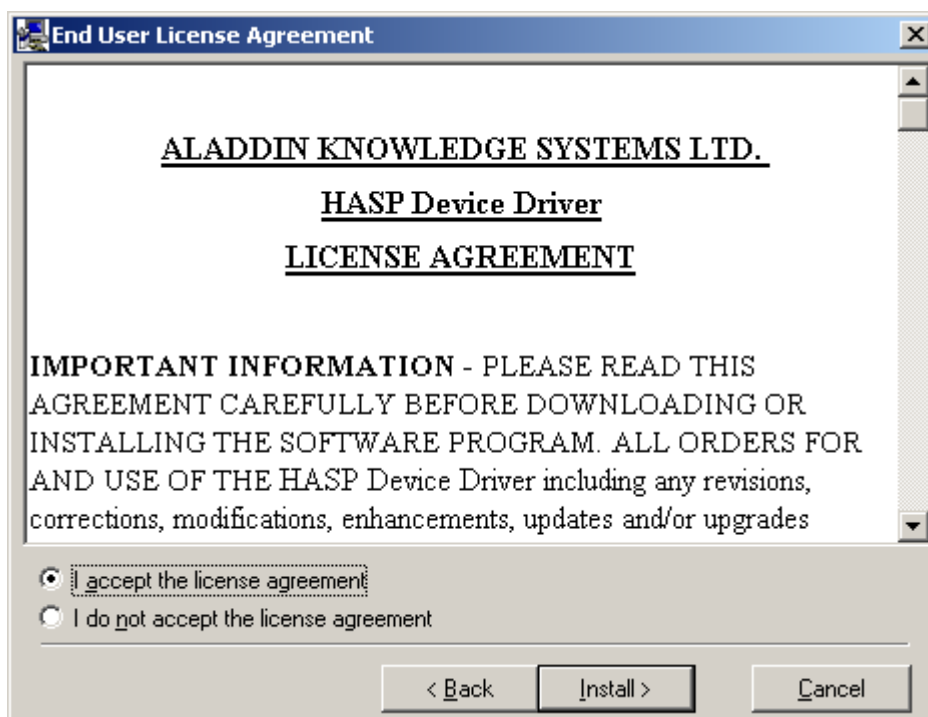 End User License Agreement
ALADDIN KNOWLEDGE SYSTEMS LTD.
HASP Device Driver
LICENSE AGREEMENT
IMPORTANT INFORMATION - PLEASE READ THIS
AGREEMENT CAREFULLY BEFORE DOWNLOADING OR
INSTALLING THE SOFTWARE PROGRAM. ALL ORDERS FOR
AND USE OF THE HASP Device Driver including any revisions,
corrections, modifications, enhancements, updates and/or upgrades
I accept the license agreement
I do not accept the license agreement
< Back Install > Cancel